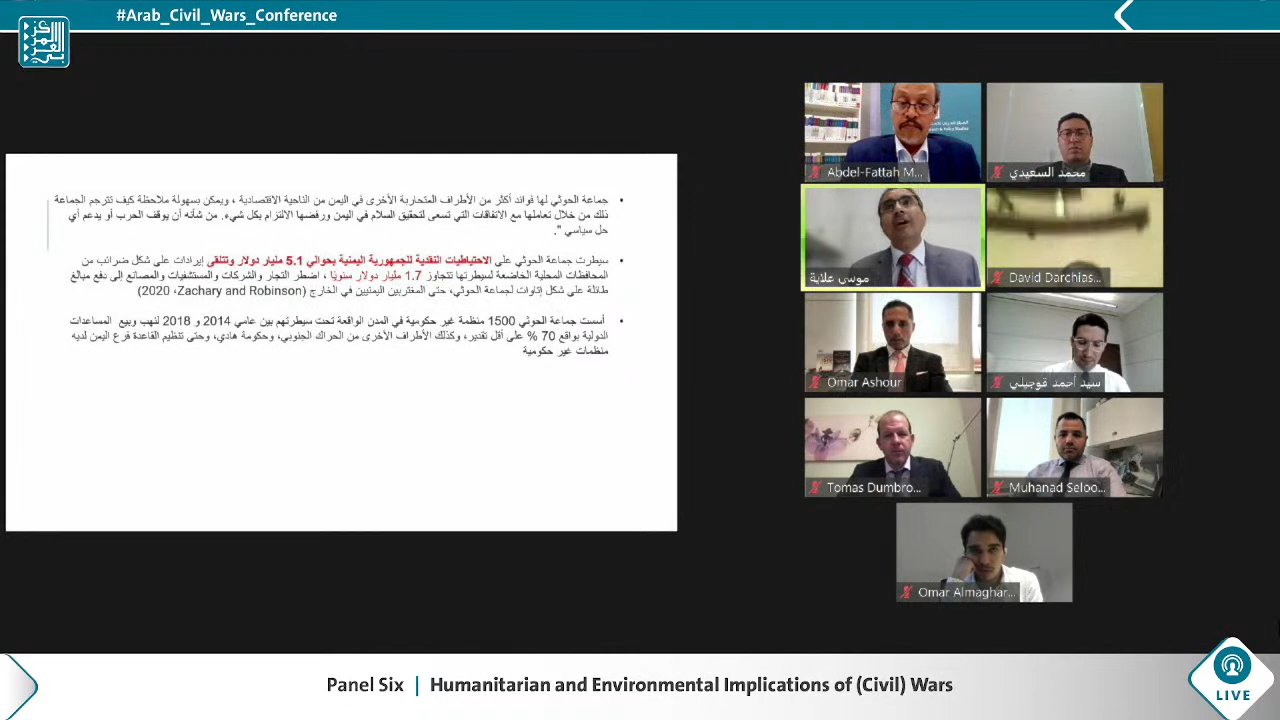 #Arab_Civil_Wars_Conference
المركز العربي
• جماعة الحوثي لها فوائد أكثر من الأطراف المتحاربة الأخرى في اليمن من الناحية الاقتصادية ، ويمكن بسهولة ملاحظة كيف تترجم الجماعة
ذلك من خلال تعاملها مع الاتفاقات التي تسعى لتحقيق السلام في اليمن ورفضها الالتزام بكل شيء. من شأنه أن يوقف الحرب أو يدعم أي
حل سياسي ".
• سيطرت جماعة الحوثي على الاحتياطيات النقدية للجمهورية اليمنية بحوالي 5.1 مليار دولار وتتلقى إيرادات على شكل ضرائب من
المحافظات المحلية الخاضعة لسيطرتها تتجاوز 1.7 مليار دولار سنويًا ، اضطر التجار والشركات والمستشفيات والمصانع إلى دفع مبالغ
طائلة على شكل إتاوات لجماعة الحوثي، حتى المغتربين اليمنيين في الخارج (Zachary and Robinson، 2020)
• أسست جماعة الحوثي 1500 منظمة غير حكومية في المدن الواقعة تحت سيطرتهم بين عامي 2014 و 2018 لنهب وبيع المساعدات
الدولية بواقع 70 % على أقل تقدير، وكذلك الأطراف الأخرى من الحراك الجنوبي، وحكومة هادي، وحتى تنظيم القاعدة فرع اليمن لديه
منظمات غير حكومية
Abdel-Fattah M...
محمد السعيدي
موسى علاية
David Darchias...
Omar Ashour
سيد أحمد قوجيلي
Tomas Dumbro...
Muhanad Seloo...
Omar Almaghar...
Panel Six | Humanitarian and Environmental Implications of (Civil) Wars
LIVE